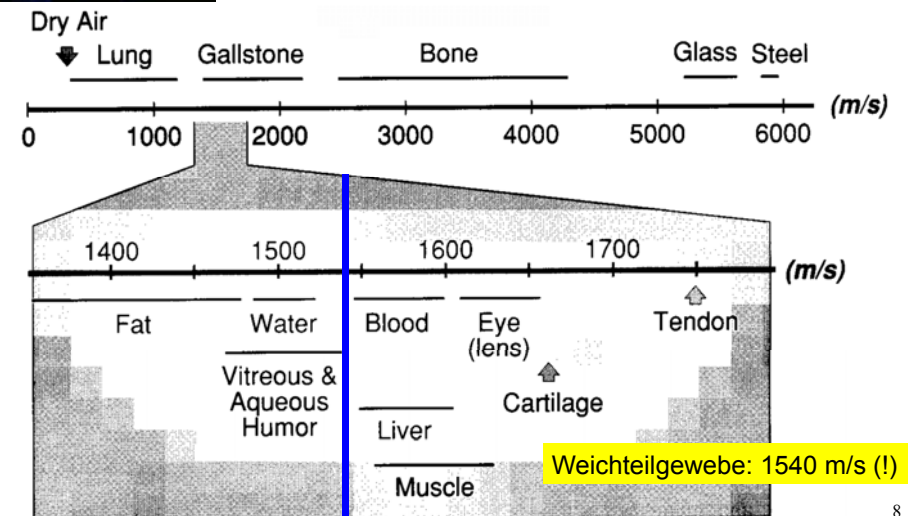 Dry Air
Lung Gallstone Bone Glass Steel
(m/s)
0 1000 2000 3000 4000 5000 6000
1400 1500 1600 1700
(m/s)
Fat Water Blood Eye (lens) Tendon
Vitreous &
Aqueous
Humor
Cartilage
Liver
Muscle
Weichteilgewebe: 1540 m/s (!)
8